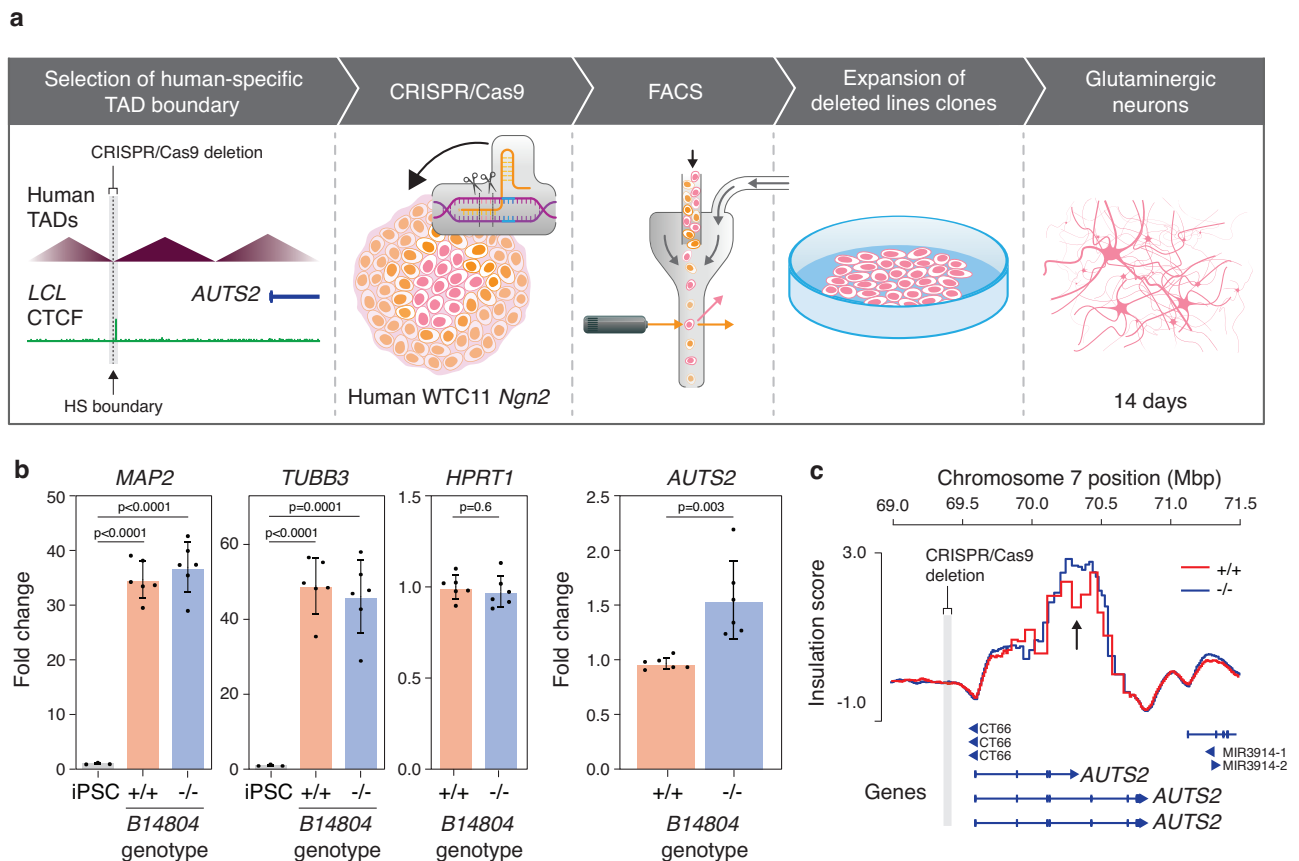 a
Selection of human-specific
TAD boundary
CRISPR/Cas9
FACS
Expansion of
deleted lines clones
Glutaminergic
neurons
CRISPR/Cas9 deletion
Human
TADs
LCL
CTCF
AUTS2
HS boundary
Human WTC11 Ngn2
14 days
b
MAP2
Fold change
50
40
30
20
10
0
p<0.0001
p<0.0001
iPSC +/+ -/-
B14804
genotype
TUBB3
60
40
20
0
p=0.0001
p<0.0001
iPSC +/+ -/-
B14804
genotype
HPRT1
1.5
1.0
0.5
0.0
p=0.6
+/+ -/-
B14804
genotype
AUTS2
Fold change
2.5
2.0
1.5
1.0
0.5
0.0
p=0.003
+/+ -/-
B14804
genotype
c
Chromosome 7 position (Mbp)
69.0 69.5 70.0 70.5 71.0 71.5
Insulation score
3.0
-1.0
CRISPR/Cas9
deletion
+/+
-/-
CT66
CT66
CT66
MIR3914-1
MIR3914-2
Genes
AUTS2
AUTS2
AUTS2